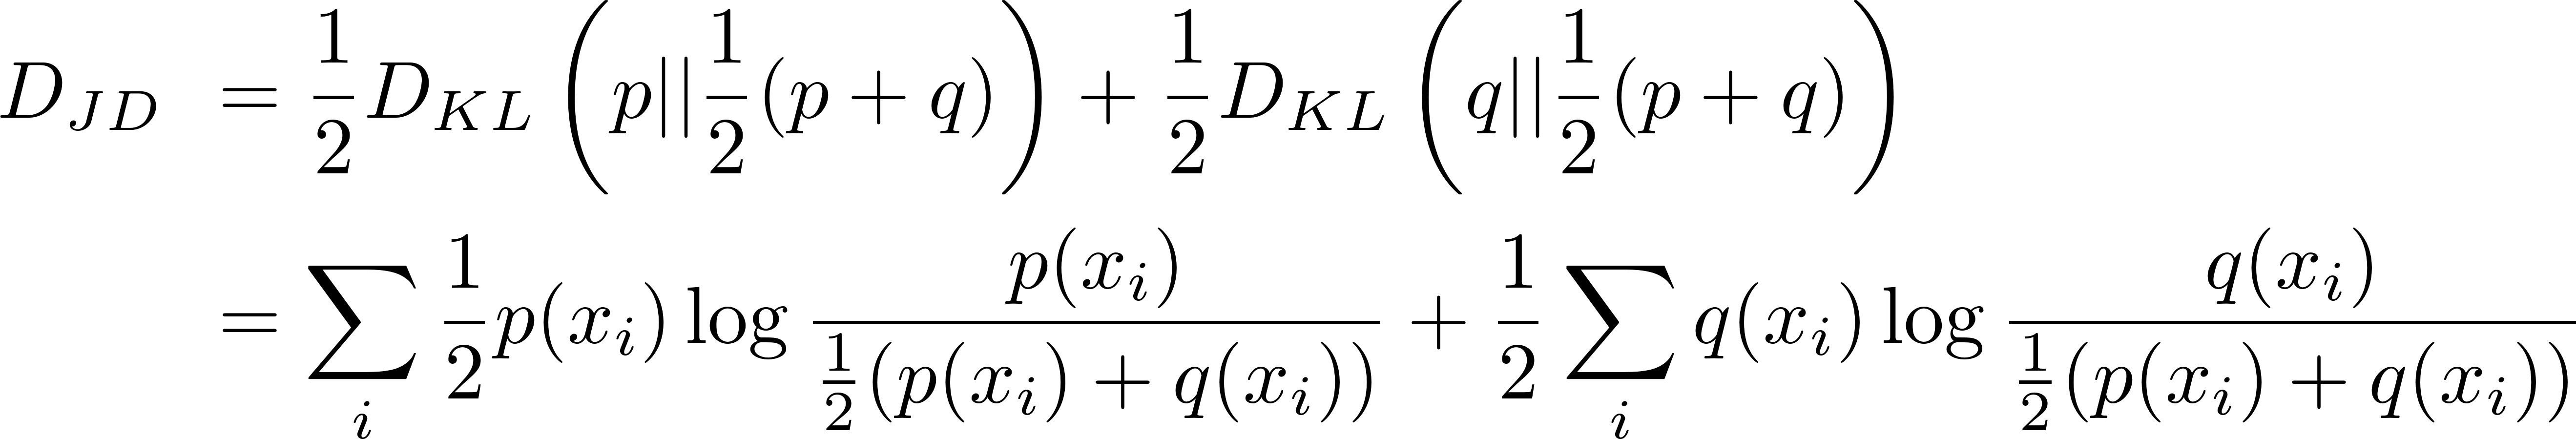 $D_{JD} = \frac{1}{2} D_{KL} \left( p || \frac{1}{2}(p+q) \right) + \frac{1}{2} D_{KL} \left( q || \frac{1}{2}(p+q) \right)$
$= \sum_{i} \frac{1}{2} p(x_i) \log \frac{p(x_i)}{\frac{1}{2}(p(x_i)+q(x_i))} + \frac{1}{2} \sum_{i} q(x_i) \log \frac{q(x_i)}{\frac{1}{2}(p(x_i)+q(x_i))}$